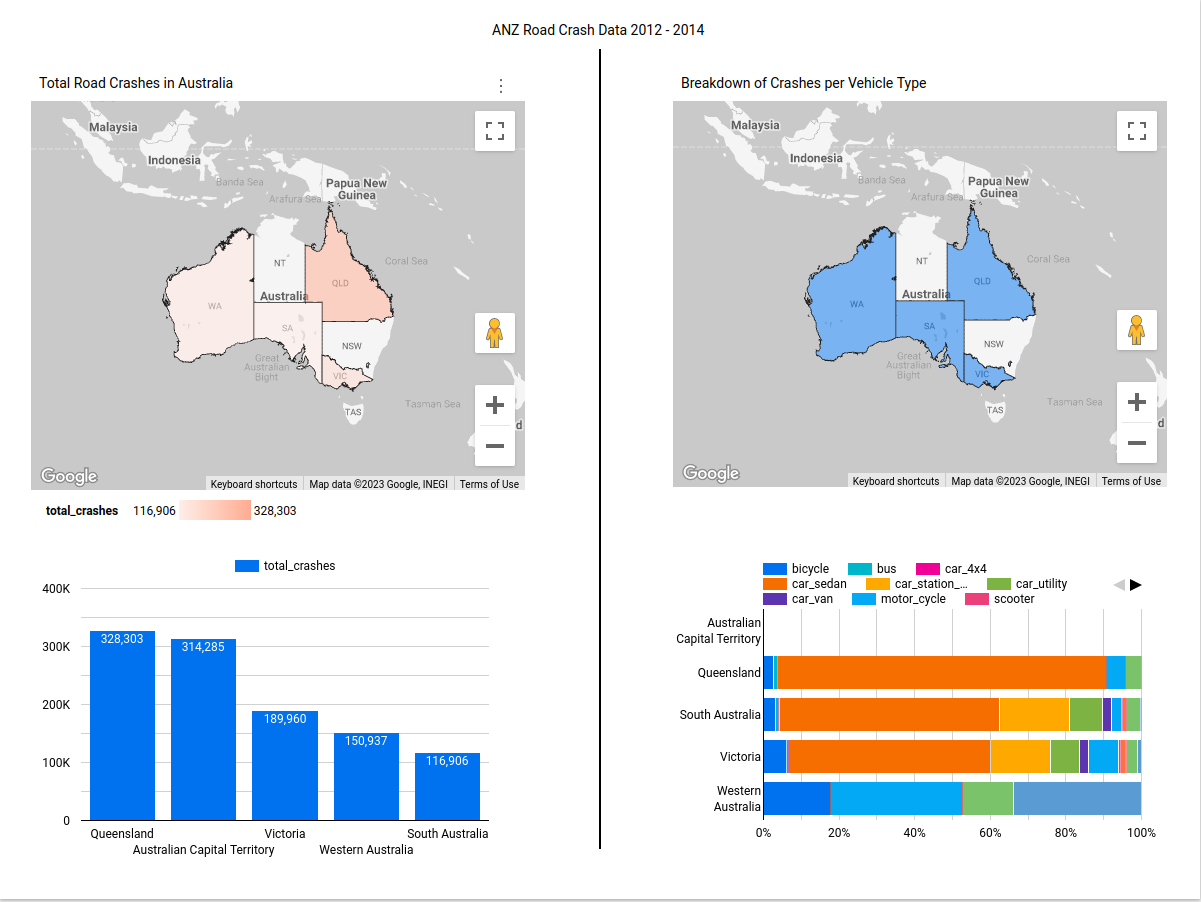 ANZ Road Crash Data 2012 - 2014
Total Road Crashes in Australia
Malaysia
Indonesia
Banda Sea
Papua New
Guinea
Arafura Sea
Coral Sea
NT
QLD
Australia
WA
SA
NSW
Great
Australian
Bight
VIC
Tasman Sea
TAS
d
Google
Keyboard shortcuts
Map data ©2023 Google, INEGI
Terms of Use
total_crashes 116,906 328,303
total_crashes
400K
300K
200K
100K
0
328,303
314,285
189,960
150,937
116,906
Queensland
Australian Capital Territory
Victoria
Western Australia
South Australia
Breakdown of Crashes per Vehicle Type
Malaysia
Indonesia
Banda Sea
Papua New
Guinea
Arafura Sea
Coral Sea
NT
QLD
Australia
WA
SA
NSW
Great
Australian
Bight
VIC
Tasman Sea
TAS
d
Google
Keyboard shortcuts
Map data ©2023 Google, INEGI
Terms of Use
bicycle bus car_4x4
car_sedan car_station_... car_utility
car_van motor_cycle scooter
Australian
Capital Territory
Queensland
South Australia
Victoria
Western
Australia
0% 20% 40% 60% 80% 100%